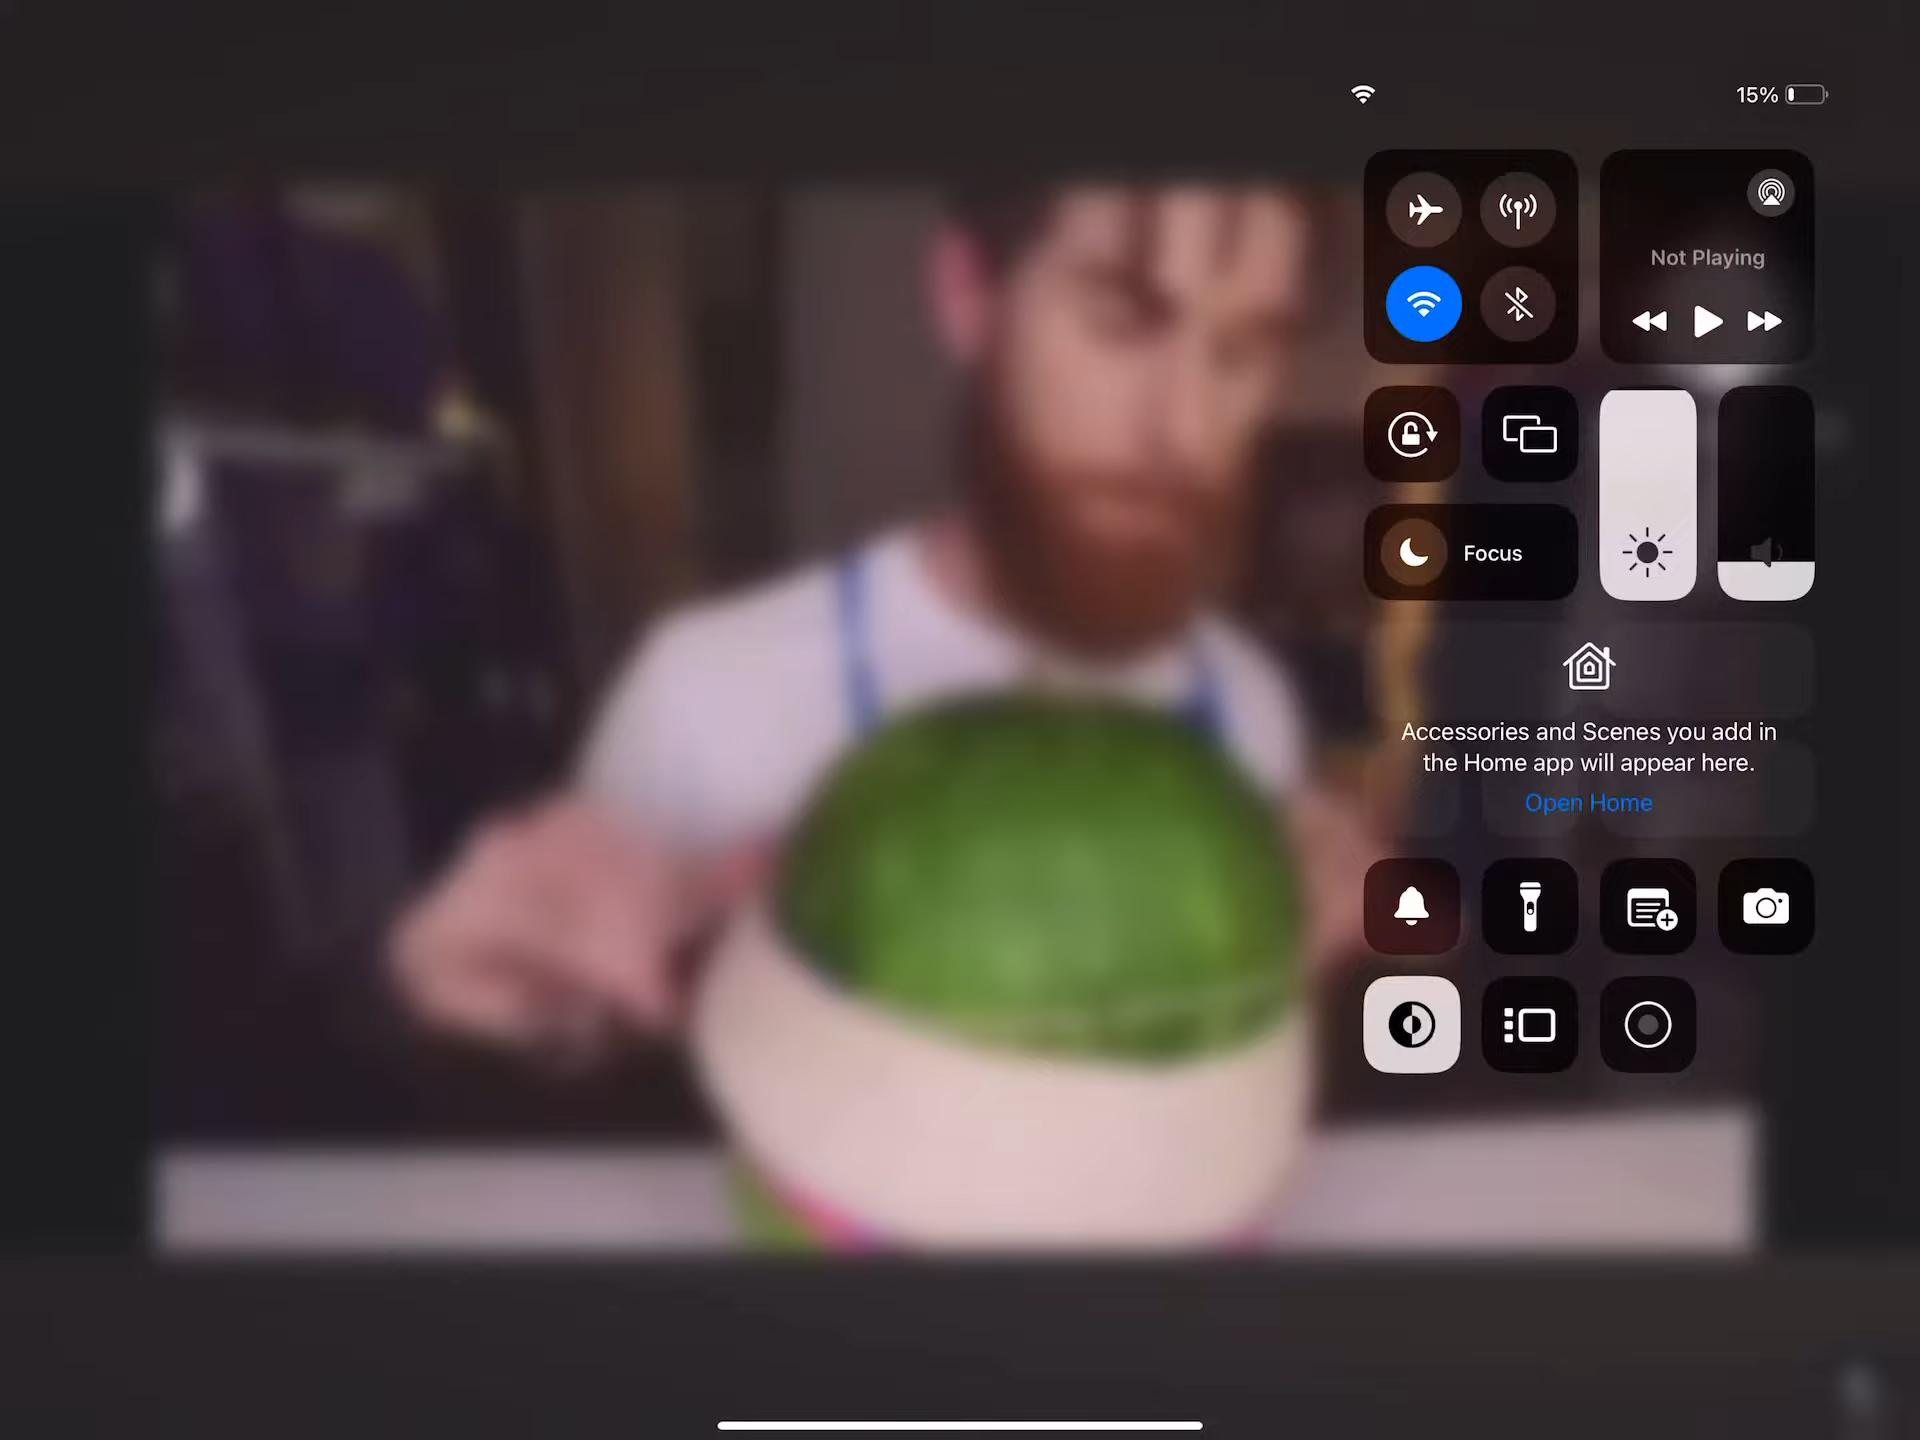 15%
Not Playing
Focus
Accessories and Scenes you add in
the Home app will appear here.
Open Home